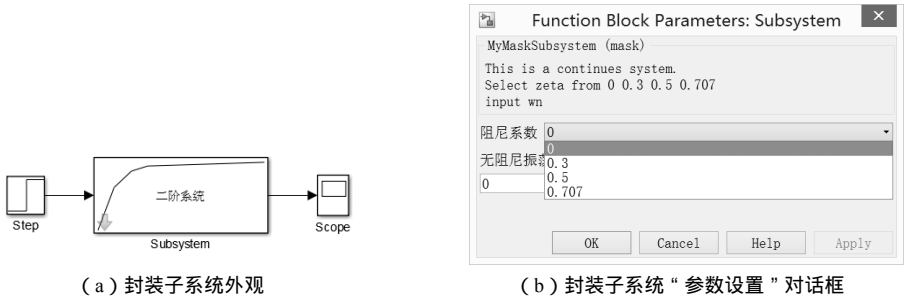 Function Block Parameters: Subsystem
MyMaskSubsystem (mask)
This is a continues system.
Select zeta from 0 0.3 0.5 0.707
input wn
阻尼系数 0
0
无阻尼振 0.3
0.5
0 0.707
OK Cancel Help Apply
二阶系统
Step
Subsystem
Scope
(a)封装子系统外观
(b)封装子系统“参数设置”对话框